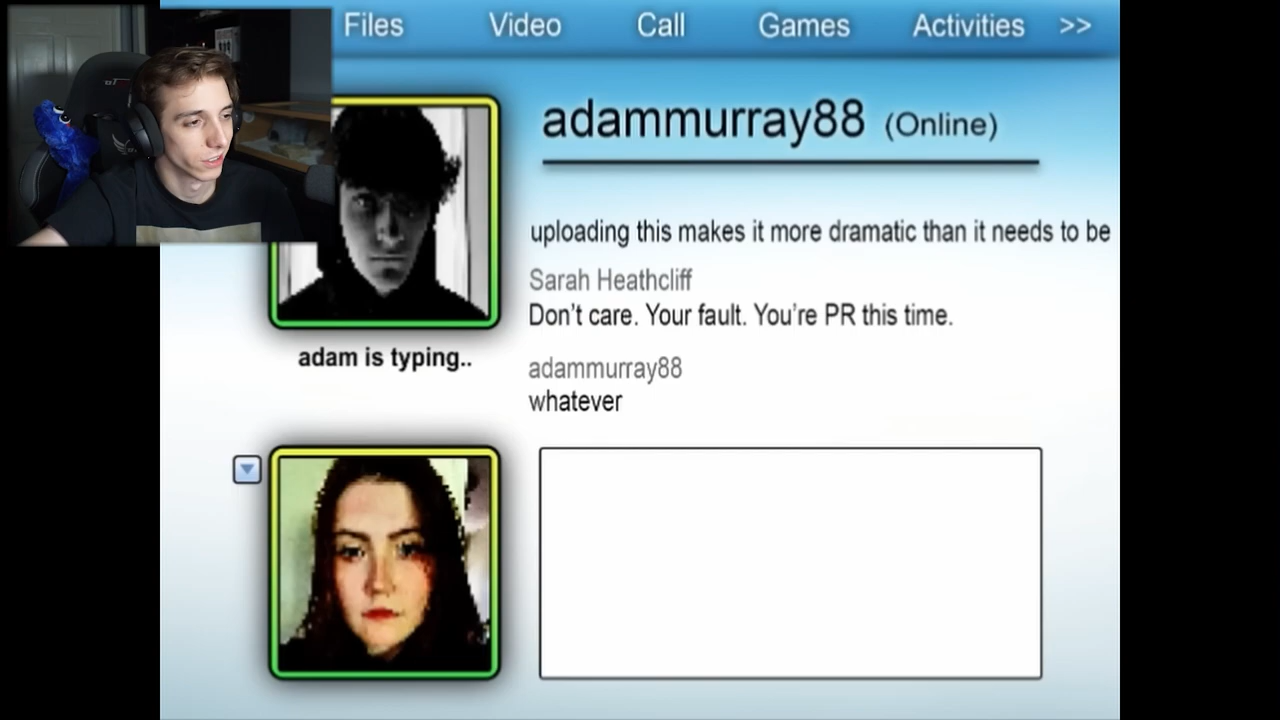 Files Video Call Games Activities >>
adammurray88 (Online)
uploading this makes it more dramatic than it needs to be
Sarah Heathcliff
Don't care. Your fault. You're PR this time.
adam is typing..
adammurray88
whatever